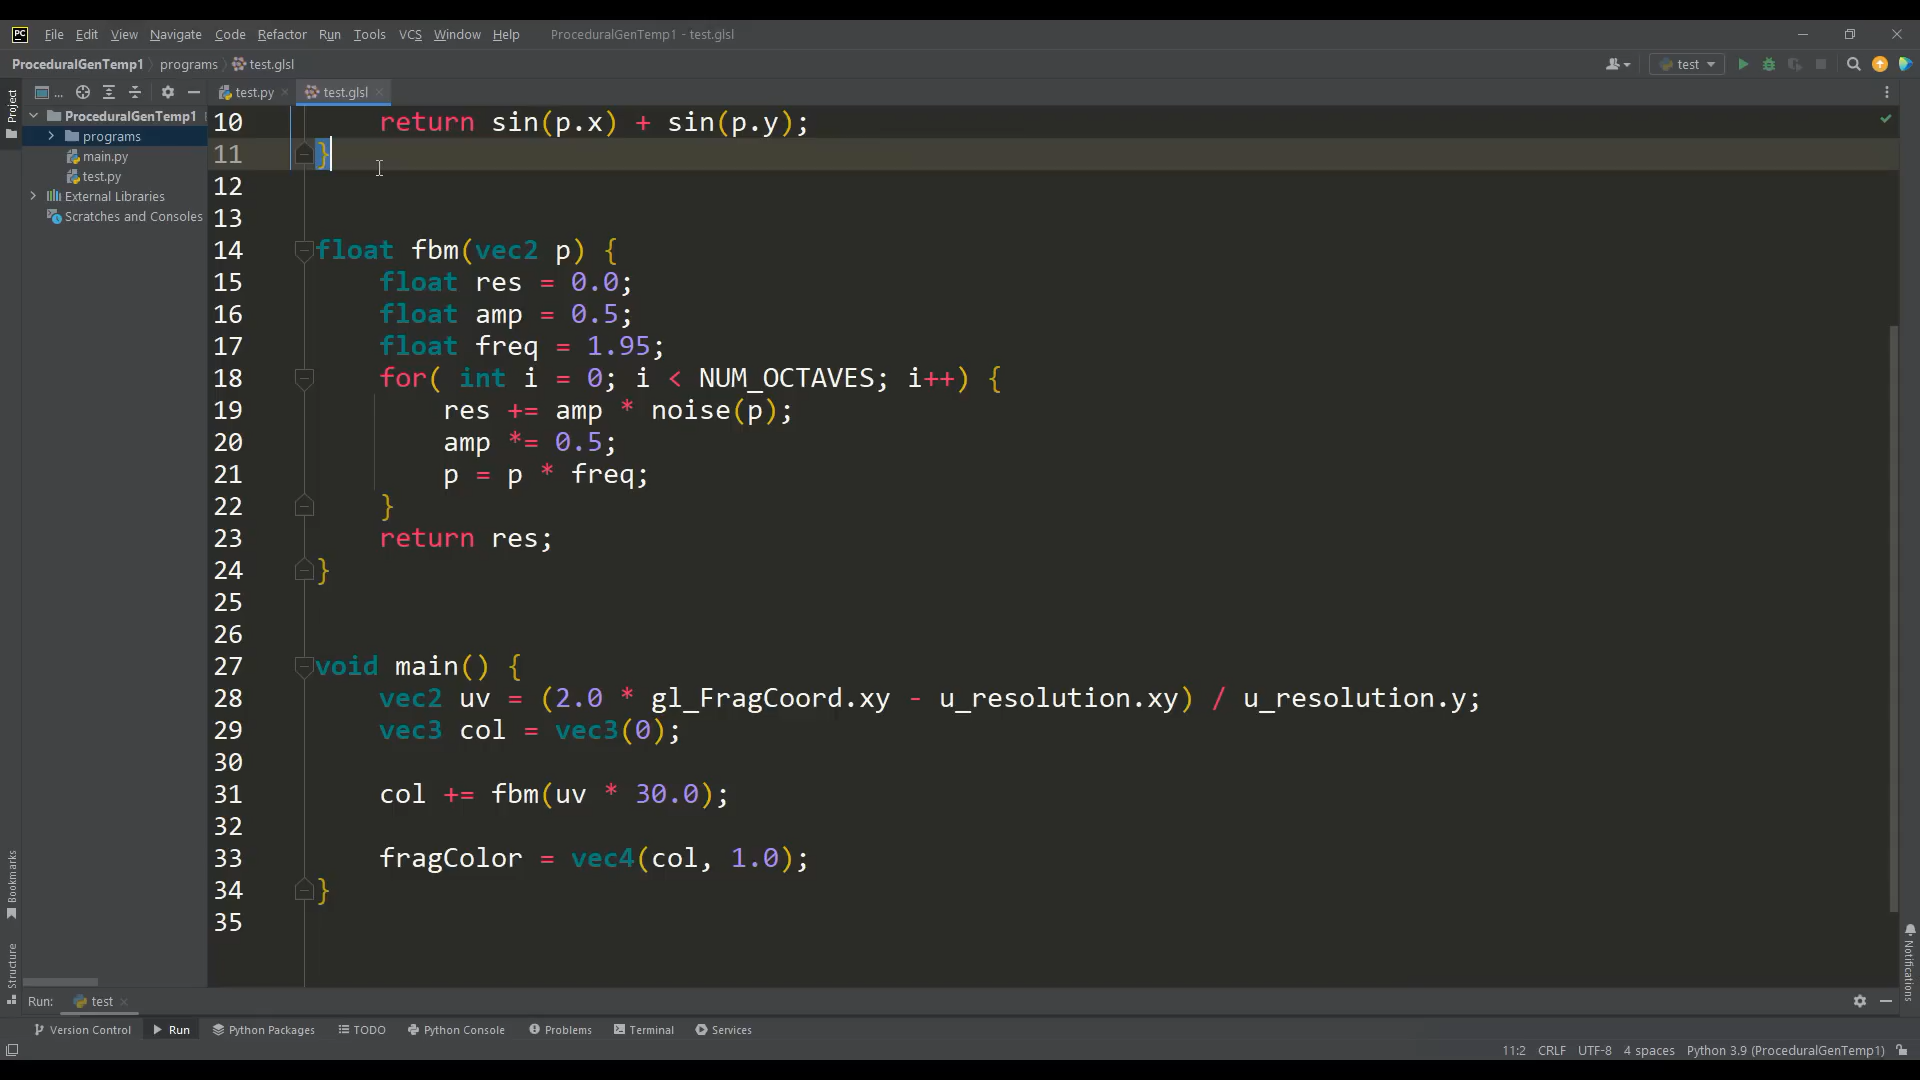 PC File Edit View Navigate Code Refactor Run Tools VCS Window Help ProceduralGenTemp1 - test.glsl
ProceduralGenTemp1 programs test.glsl test
Project ... test.py test.glsl
ProceduralGenTemp1
programs
main.py
test.py
External Libraries
Scratches and Consoles
10 return sin(p.x) + sin(p.y);
11 }
12
13
14 float fbm(vec2 p) {
15 float res = 0.0;
16 float amp = 0.5;
17 float freq = 1.95;
18 for( int i = 0; i < NUM_OCTAVES; i++) {
19 res += amp * noise(p);
20 amp *= 0.5;
21 p = p * freq;
22 }
23 return res;
24 }
25
26
27 void main() {
28 vec2 uv = (2.0 * gl_FragCoord.xy - u_resolution.xy) / u_resolution.y;
29 vec3 col = vec3(0);
30
31 col += fbm(uv * 30.0);
32
33 fragColor = vec4(col, 1.0);
34 }
35
Bookmarks
Structure
Notifications
Run: test
Version Control Run Python Packages TODO Python Console Problems Terminal Services
11:2 CRLF UTF-8 4 spaces Python 3.9 (ProceduralGenTemp1)